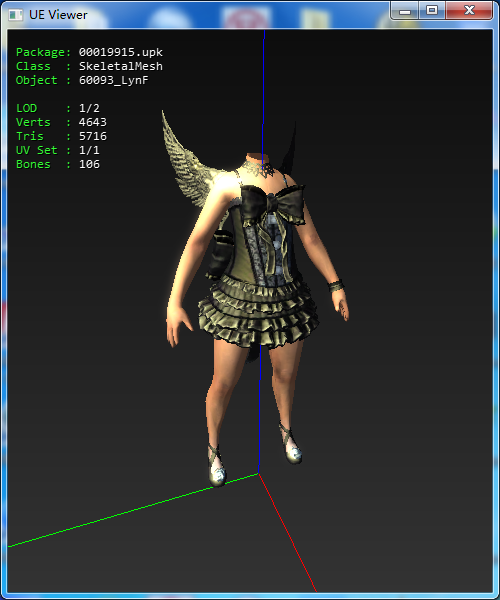 UE Viewer
Package: 00019915.upk
Class : SkeletalMesh
Object : 60093_LynF
LOD : 1/2
Verts : 4643
Tris : 5716
UV Set : 1/1
Bones : 106